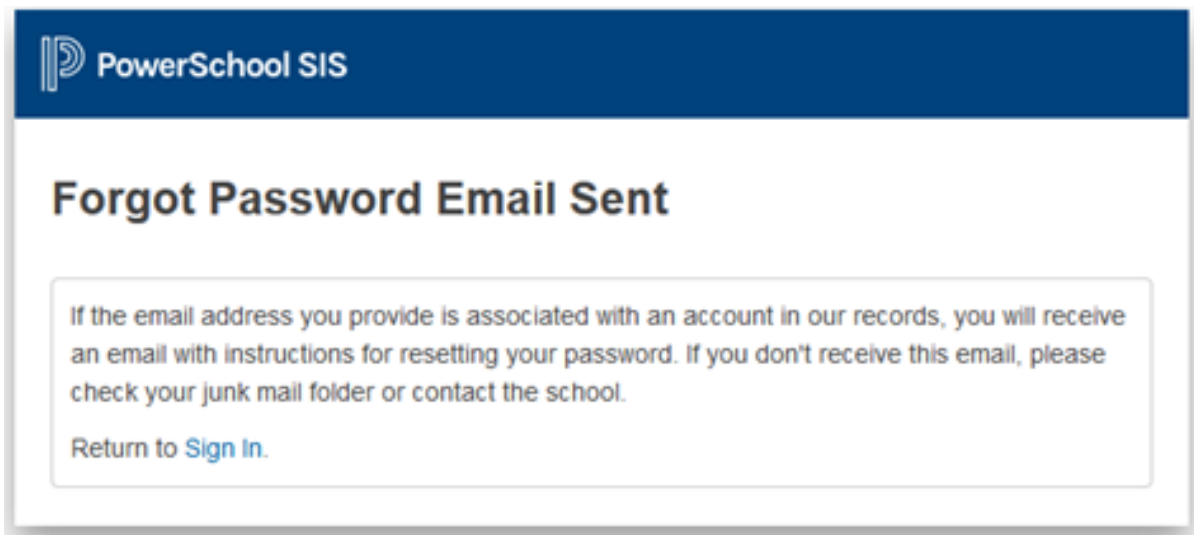 PowerSchool SIS
Forgot Password Email Sent
If the email address you provide is associated with an account in our records, you will receive
an email with instructions for resetting your password. If you don't receive this email, please
check your junk mail folder or contact the school.
Return to Sign In.